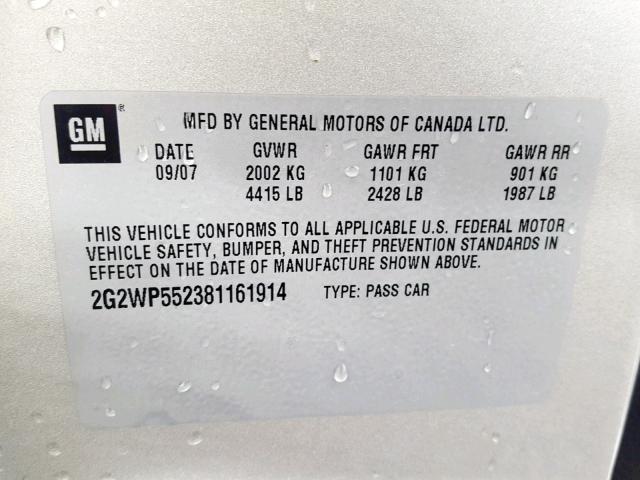 GM®
MFD BY GENERAL MOTORS OF CANADA LTD.
DATE GVWR GAWR FRT GAWR RR
09/07 2002 KG 1101 KG 901 KG
4415 LB 2428 LB 1987 LB
THIS VEHICLE CONFORMS TO ALL APPLICABLE U.S. FEDERAL MOTOR
VEHICLE SAFETY, BUMPER, AND THEFT PREVENTION STANDARDS IN
EFFECT ON THE DATE OF MANUFACTURE SHOWN ABOVE.
2G2WP552381161914 TYPE: PASS CAR